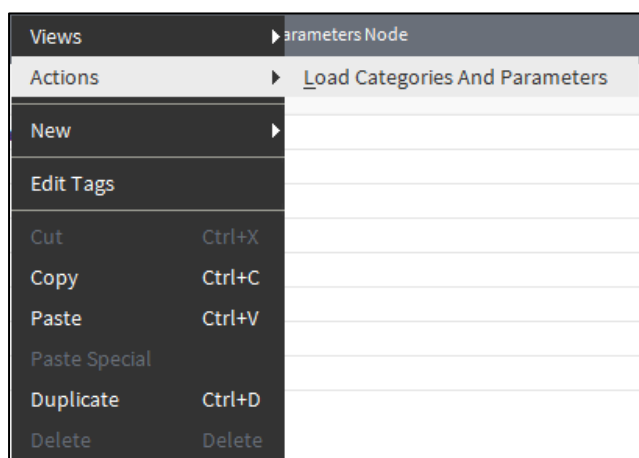 Views arameters Node
Actions Load Categories And Parameters
New
Edit Tags
Cut Ctrl+X
Copy Ctrl+C
Paste Ctrl+V
Paste Special
Duplicate Ctrl+D
Delete Delete